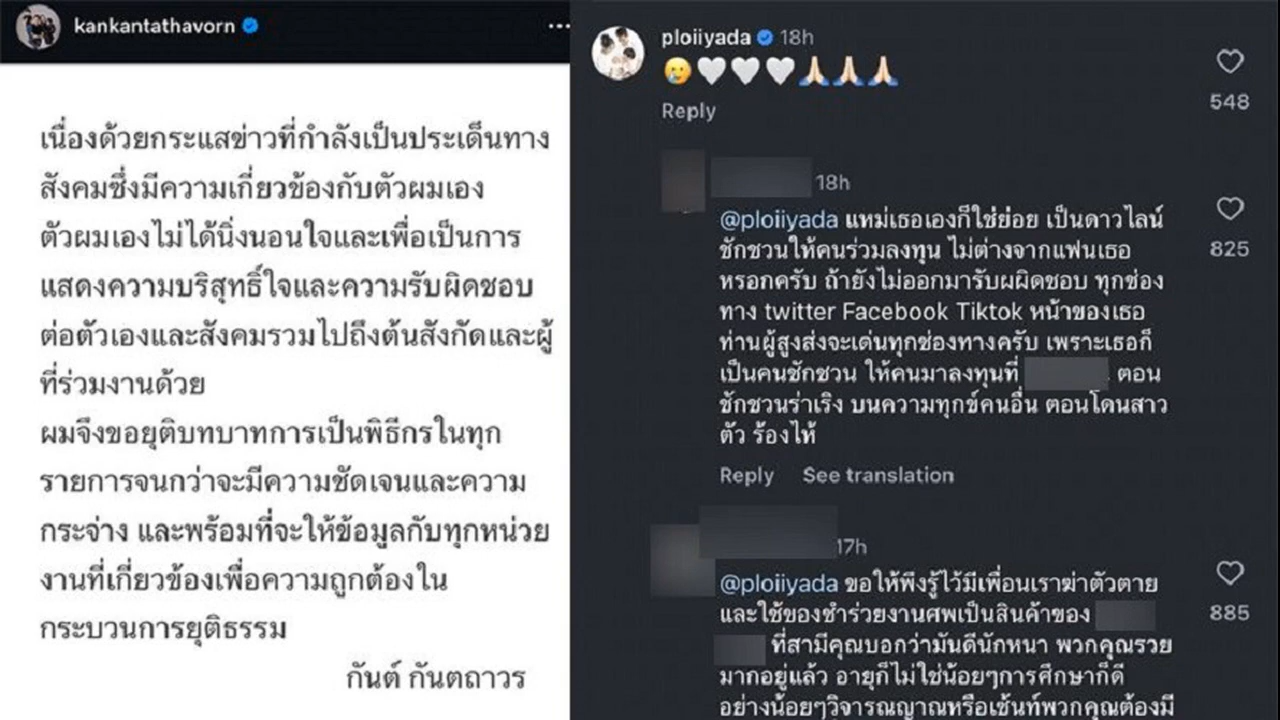 kankantathavorn
เนื่องด้วยกระแสข่าวที่กำลังเป็นประเด็นทาง
สังคมซึ่งมีความเกี่ยวข้องกับตัวผมเอง
ตัวผมเองไม่ได้นิ่งนอนใจและเพื่อเป็นการ
แสดงความบริสุทธิ์ใจและความรับผิดชอบ
ต่อตัวเองและสังคมรวมไปถึงต้นสังกัดและผู้
ที่ร่วมงานด้วย
ผมจึงขอยุติบทบาทการเป็นพิธีกรในทุก
รายการจนกว่าจะมีความชัดเจนและความ
กระจ่าง และพร้อมที่จะให้ข้อมูลกับทุกหน่วย
งานที่เกี่ยวข้องเพื่อความถูกต้องใน
กระบวนการยุติธรรม
กันต์ กันตถาวร
ploiiyada 18h
🥲🤍🤍🤍🙏🏻🙏🏻🙏🏻
548
Reply
18h
@ploiiyada แหม่เธอเองก็ใช่ย่อย เป็นดาวไลน์
ชักชวนให้คนร่วมลงทุน ไม่ต่างจากแฟนเธอ
หรอกครับ ถ้ายังไม่ออกมารับผผิดชอบ ทุกช่อง
ทาง twitter Facebook Tiktok หน้าของเธอ
ท่านผู้สูงส่งจะเด่นทุกช่องทางครับ เพราะเธอก็
เป็นคนชักชวน ให้คนมาลงทุนที่ ตอน
ชักชวนร่าเริง บนความทุกข์คนอื่น ตอนโดนสาว
ตัว ร้องไห้
825
Reply See translation
17h
@ploiiyada ขอให้พึงรู้ไว้มีเพื่อนเราฆ่าตัวตาย
และใช้ของชำร่วยงานศพเป็นสินค้าของ
ที่สามีคุณบอกว่ามันดีนักหนา พวกคุณรวย
มากอยู่แล้ว อายุก็ไม่ใช่น้อยๆการศึกษาก็ดี
อย่างน้อยๆวิจารณญาณหรือเซ้นท์พวกคุณต้องมี
885